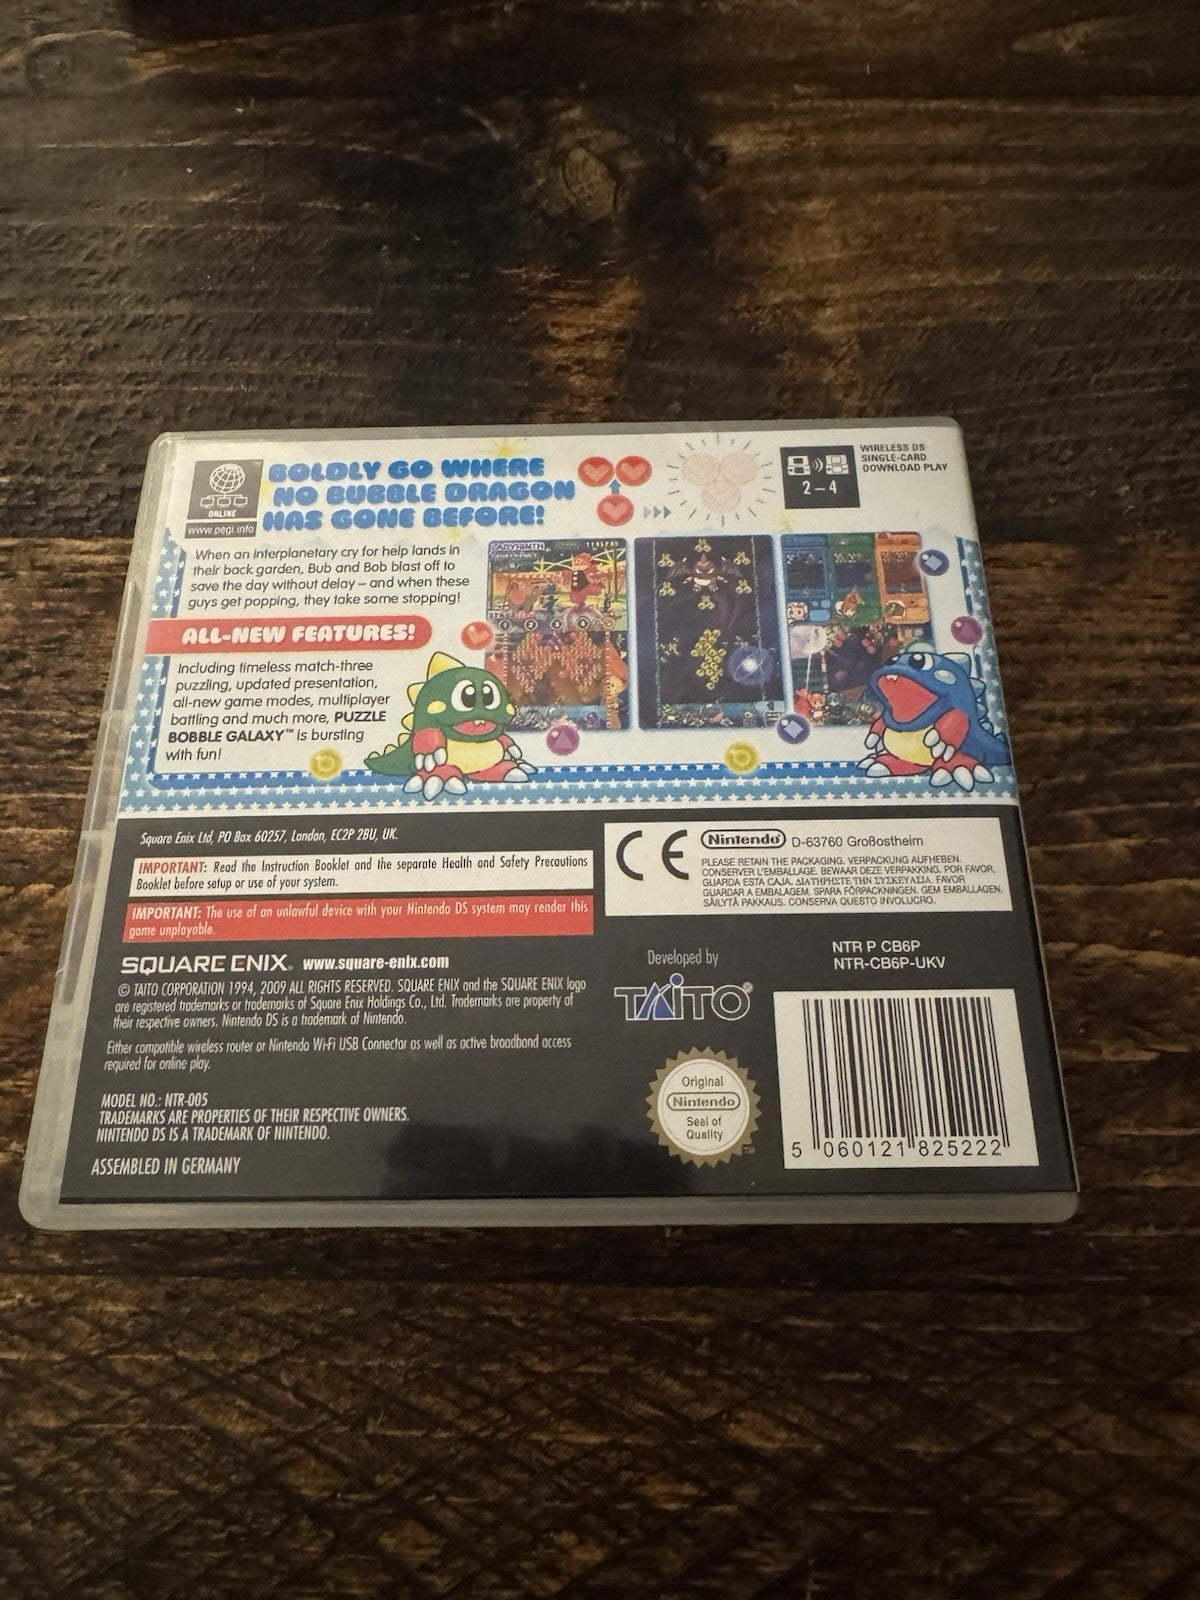 ONLINE
www.pegi.info
BOLDLY GO WHERE
NO BUBBLE DRAGON
HAS GONE BEFORE!
2–4
WIRELESS DS
SINGLE-CARD
DOWNLOAD PLAY
When an interplanetary cry for help lands in
their back garden, Bub and Bob blast off to
save the day without delay – and when these
guys get popping, they take some stopping!
ALL-NEW FEATURES!
Including timeless match-three
puzzling, updated presentation,
all-new game modes, multiplayer
battling and much more, PUZZLE
BOBBLE GALAXY™ is bursting
with fun!
LABYRINTH
Square Enix Ltd, PO Box 60257, London, EC2P 2BU, UK.
IMPORTANT: Read the Instruction Booklet and the separate Health and Safety Precautions
Booklet before setup or use of your system.
IMPORTANT: The use of an unlawful device with your Nintendo DS system may render this
game unplayable.
SQUARE ENIX® www.square-enix.com
© TAITO CORPORATION 1994, 2009 ALL RIGHTS RESERVED. SQUARE ENIX and the SQUARE ENIX logo
are registered trademarks or trademarks of Square Enix Holdings Co., Ltd. Trademarks are property of
their respective owners. Nintendo DS is a trademark of Nintendo.
Either compatible wireless router or Nintendo Wi-Fi USB Connector as well as active broadband access
required for online play.
MODEL NO.: NTR-005
TRADEMARKS ARE PROPERTIES OF THEIR RESPECTIVE OWNERS.
NINTENDO DS IS A TRADEMARK OF NINTENDO.
ASSEMBLED IN GERMANY
CE Nintendo D-63760 Großostheim
PLEASE RETAIN THE PACKAGING. VERPACKUNG AUFHEBEN.
CONSERVER L'EMBALLAGE. BEWAAR DEZE VERPAKKING. POR FAVOR,
GUARDA ESTA CAJA. ΔΙΑΤΗΡΗΣΤΕ ΤΗΝ ΣΥΣΚΕΥΑΣΙΑ. FAVOR
GUARDAR A EMBALAGEM. SPARA FÖRPACKNINGEN. GEM EMBALLAGEN.
SÄILYTÄ PAKKAUS. CONSERVA QUESTO INVOLUCRO.
Developed by
TAITO®
NTR P CB6P
NTR-CB6P-UKV
Original
Nintendo
Seal of
Quality
5 060121 825222